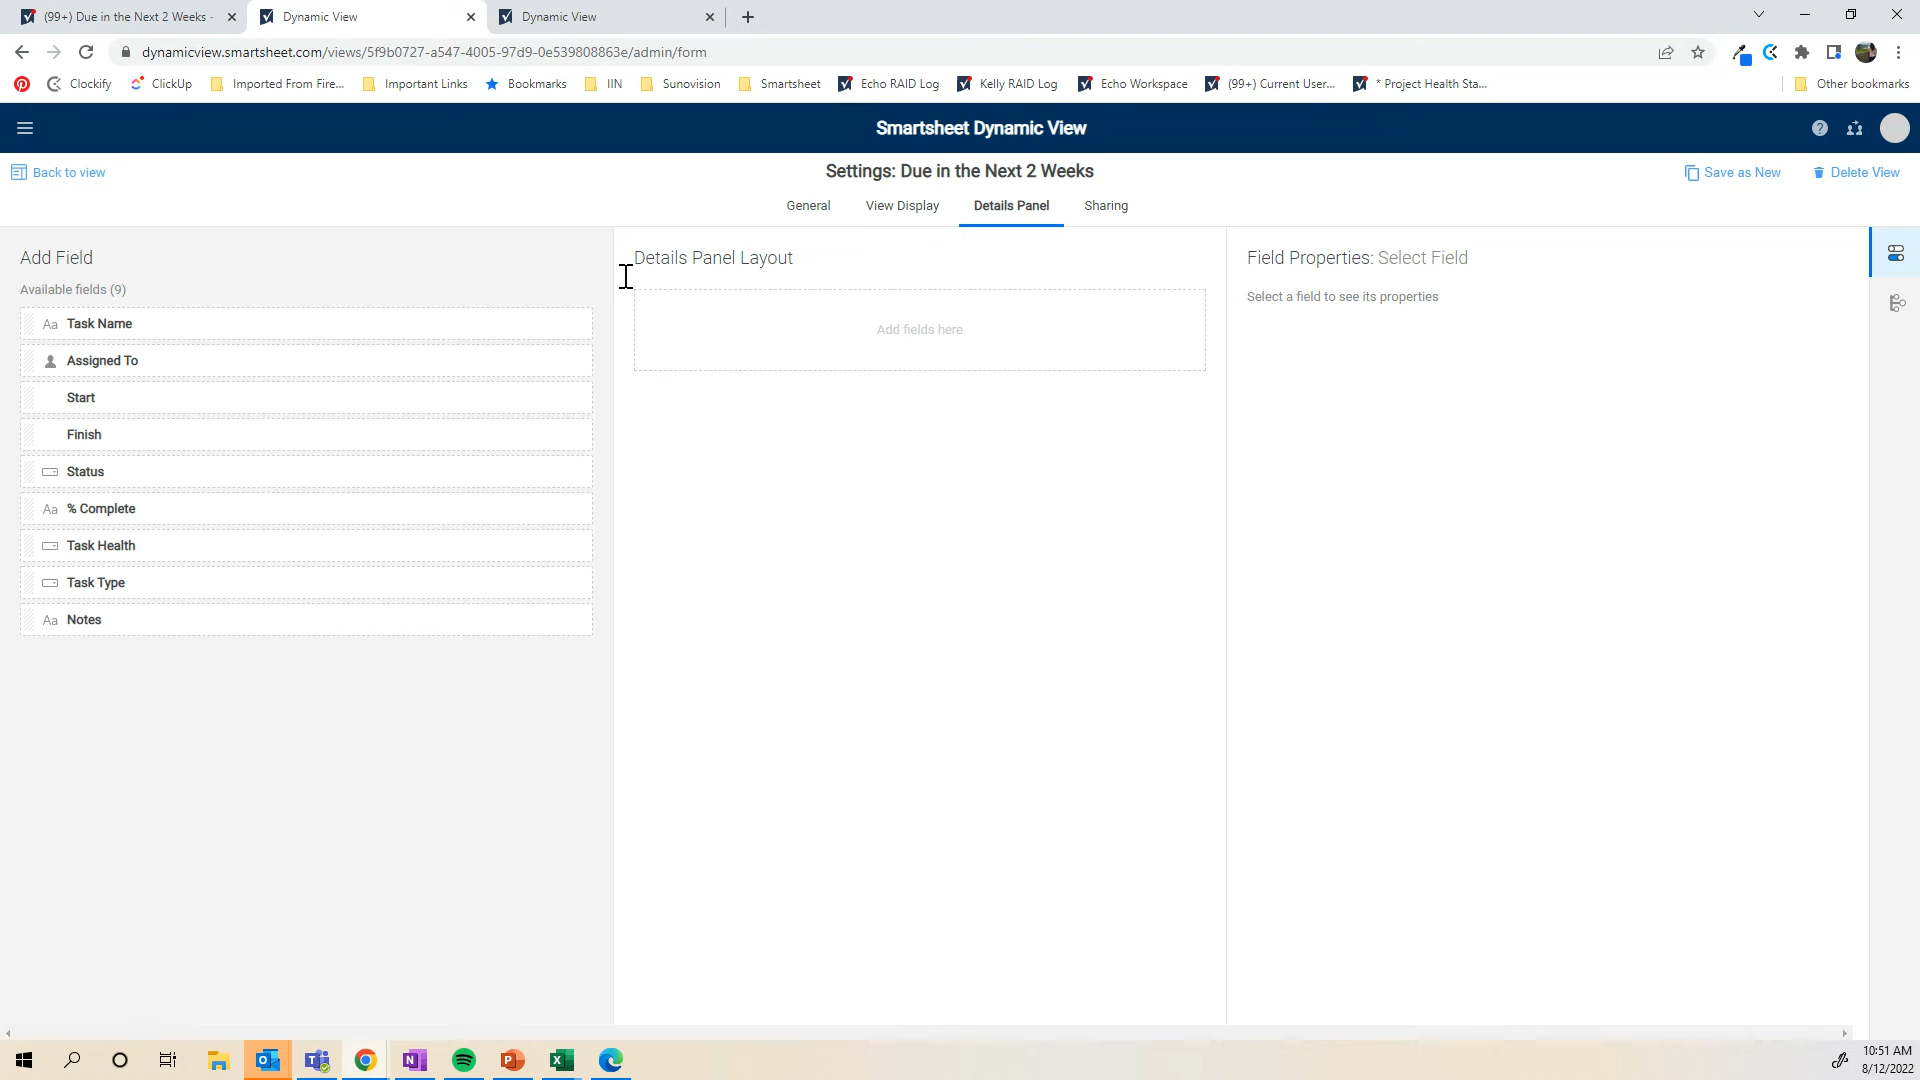 (99+) Due in the Next 2 Weeks -
Dynamic View
Dynamic View
dynamicview.smartsheet.com/views/5f9b0727-a547-4005-97d9-0e539808863e/admin/form
Clockify
ClickUp
Imported From Fire...
Important Links
Bookmarks
IIN
Sunovision
Smartsheet
Echo RAID Log
Kelly RAID Log
Echo Workspace
(99+) Current User...
* Project Health Sta...
Other bookmarks
Smartsheet Dynamic View
Back to view
Settings: Due in the Next 2 Weeks
Save as New
Delete View
General
View Display
Details Panel
Sharing
Add Field
Available fields (9)
Aa Task Name
Assigned To
Start
Finish
Status
Aa % Complete
Task Health
Task Type
Aa Notes
Details Panel Layout
Add fields here
Field Properties: Select Field
Select a field to see its properties
10:51 AM
8/12/2022